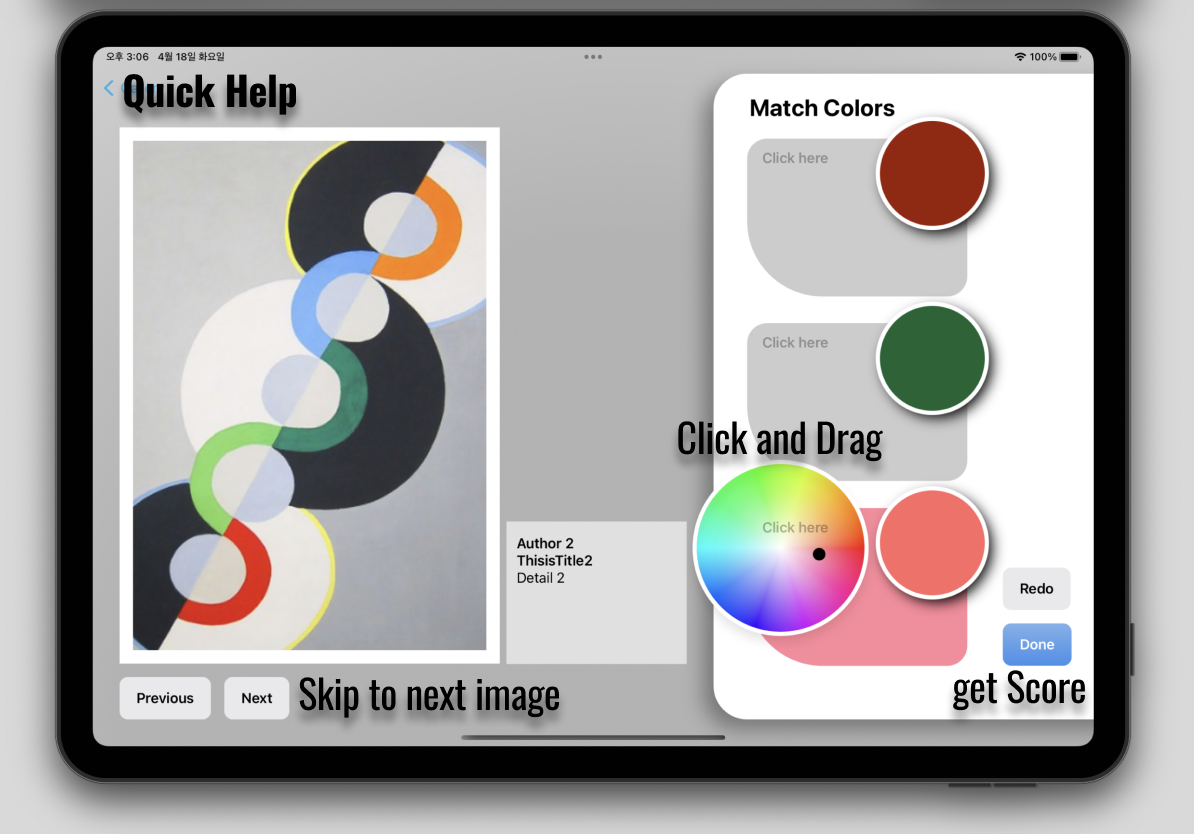 오후 3:06 4월 18일 화요일
100%
Quick Help
Match Colors
Click here
Click here
Click and Drag
Click here
Author 2
ThisisTitle2
Detail 2
Redo
Done
get Score
Previous
Next
Skip to next image